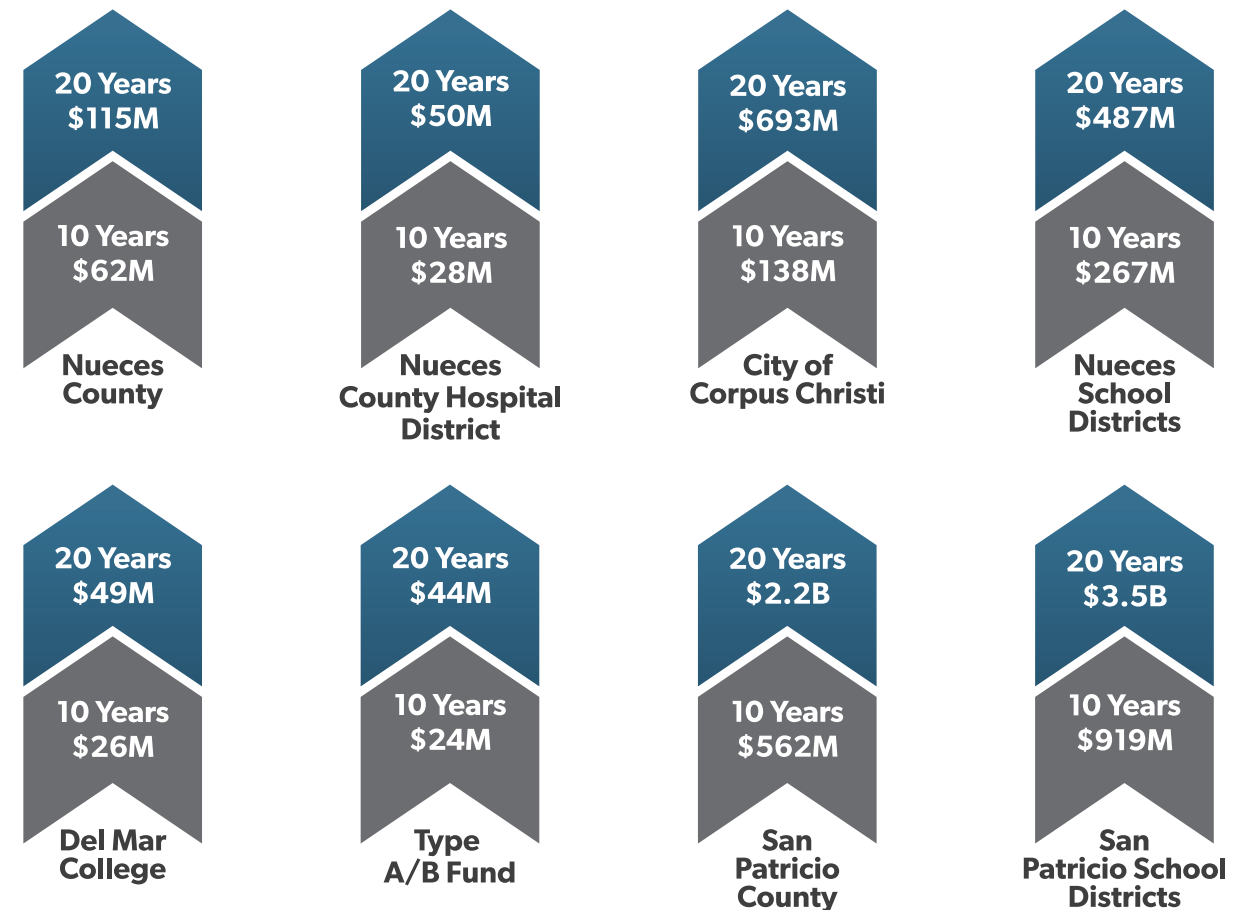 20 Years
$115M
10 Years
$62M
Nueces
County
20 Years
$50M
10 Years
$28M
Nueces
County Hospital
District
20 Years
$693M
10 Years
$138M
City of
Corpus Christi
20 Years
$487M
10 Years
$267M
Nueces
School
Districts
20 Years
$49M
10 Years
$26M
Del Mar
College
20 Years
$44M
10 Years
$24M
Type
A/B Fund
20 Years
$2.2B
10 Years
$562M
San
Patricio
County
20 Years
$3.5B
10 Years
$919M
San
Patricio School
Districts